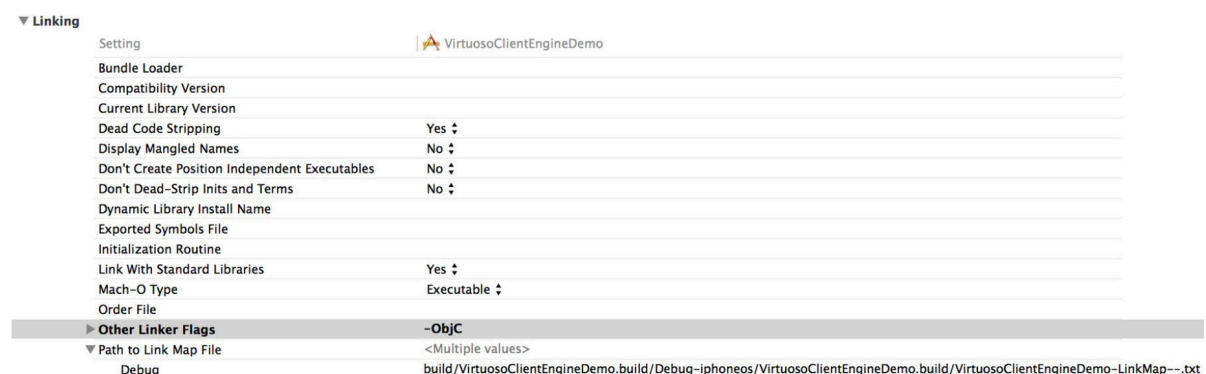 Linking
Setting VirtuosoClientEngineDemo
Bundle Loader
Compatibility Version
Current Library Version
Dead Code Stripping Yes
Display Mangled Names No
Don't Create Position Independent Executables No
Don't Dead-Strip Inits and Terms No
Dynamic Library Install Name
Exported Symbols File
Initialization Routine
Link With Standard Libraries Yes
Mach-O Type Executable
Order File
Other Linker Flags -ObjC
Path to Link Map File <Multiple values>
Debug build/VirtuosoClientEngineDemo.build/Debug-iphoneos/VirtuosoClientEngineDemo.build/VirtuosoClientEngineDemo-LinkMap--.txt